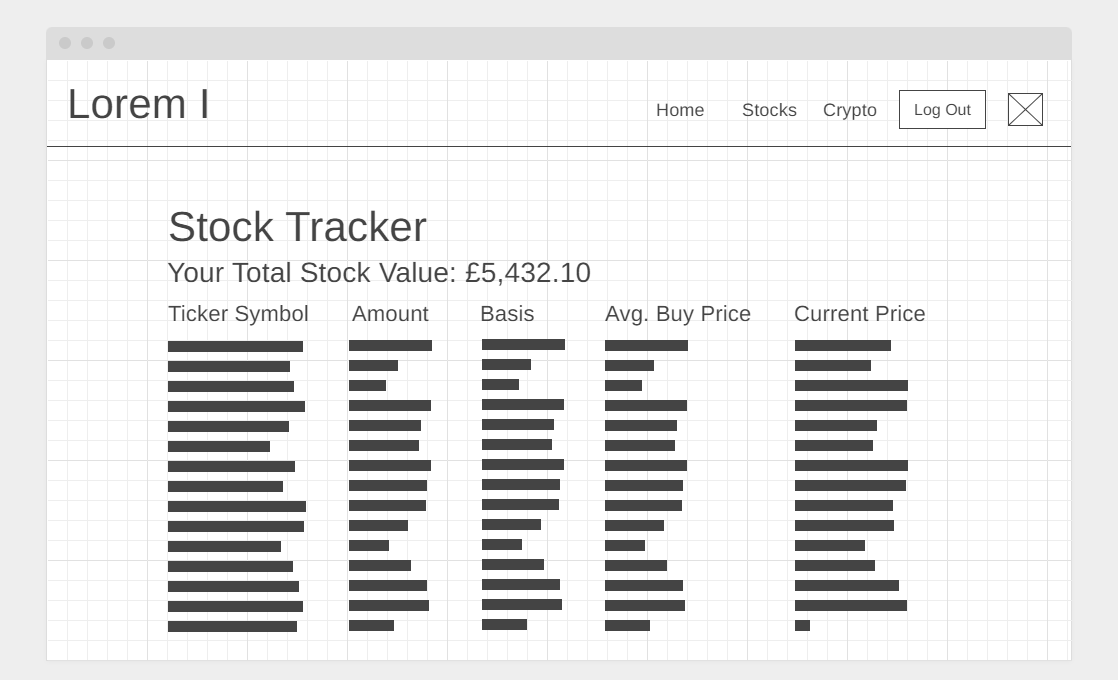 Lorem I
Home Stocks Crypto Log Out
Stock Tracker
Your Total Stock Value: £5,432.10
Ticker Symbol Amount Basis Avg. Buy Price Current Price